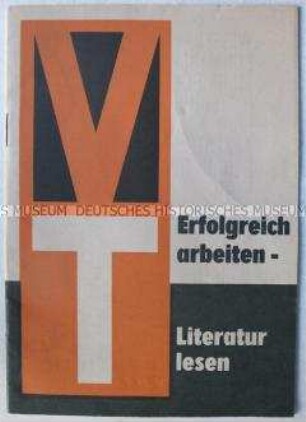 VT
Erfolgreich
arbeiten -
Literatur
lesen
S MUSEUM DEUTSCHES HISTORISCHES MUSEUM